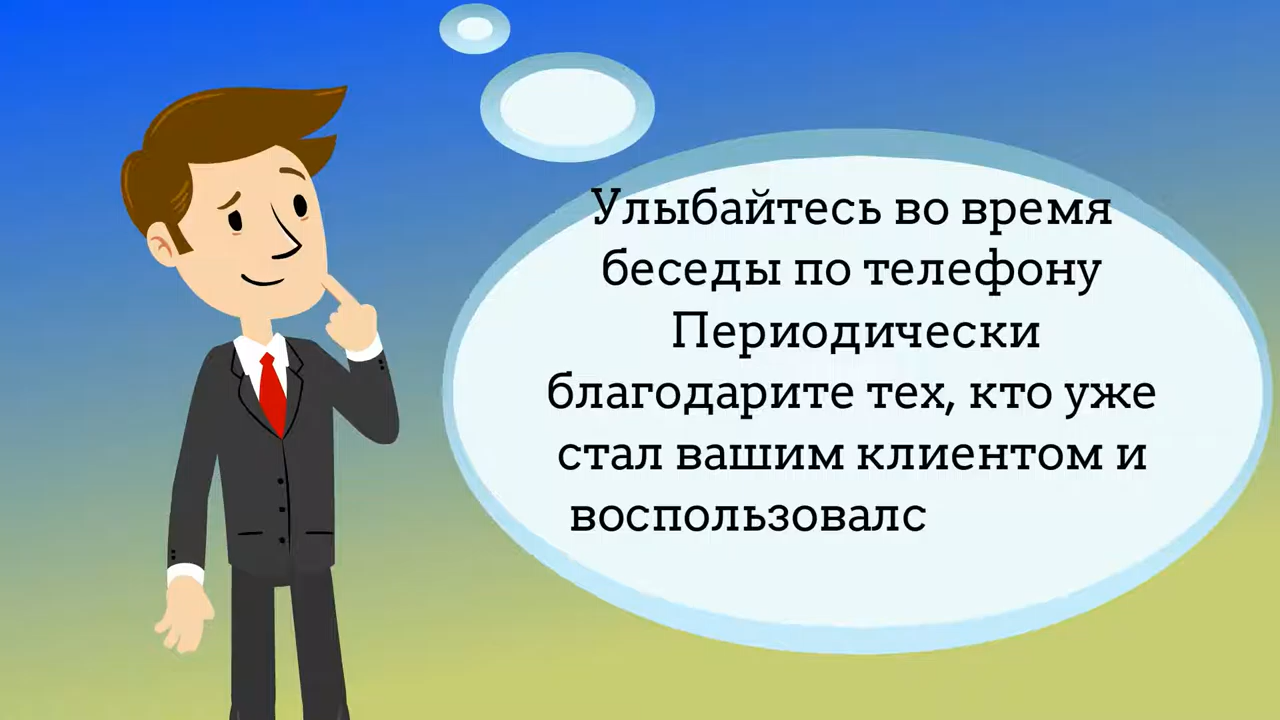 Улыбайтесь во время
беседы по телефону
Периодически
благодарите тех, кто уже
стал вашим клиентом и
воспользовалс